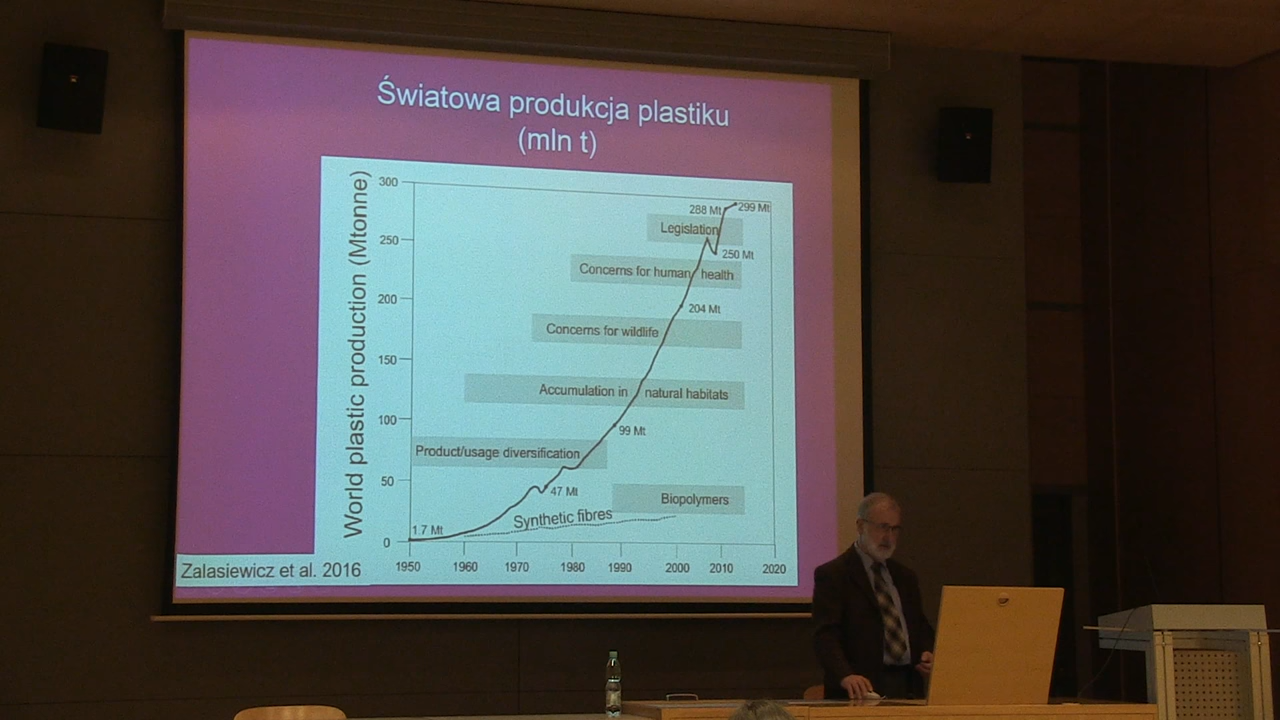 Światowa produkcja plastiku
(mln t)
World plastic production (Mtonne)
300
250
200
150
100
50
0
288 Mt
299 Mt
Legislation
250 Mt
Concerns for human health
204 Mt
Concerns for wildlife
Accumulation in natural habitats
99 Mt
Product/usage diversification
47 Mt
Biopolymers
Synthetic fibres
1.7 Mt
1950 1960 1970 1980 1990 2000 2010 2020
Zalasiewicz et al. 2016